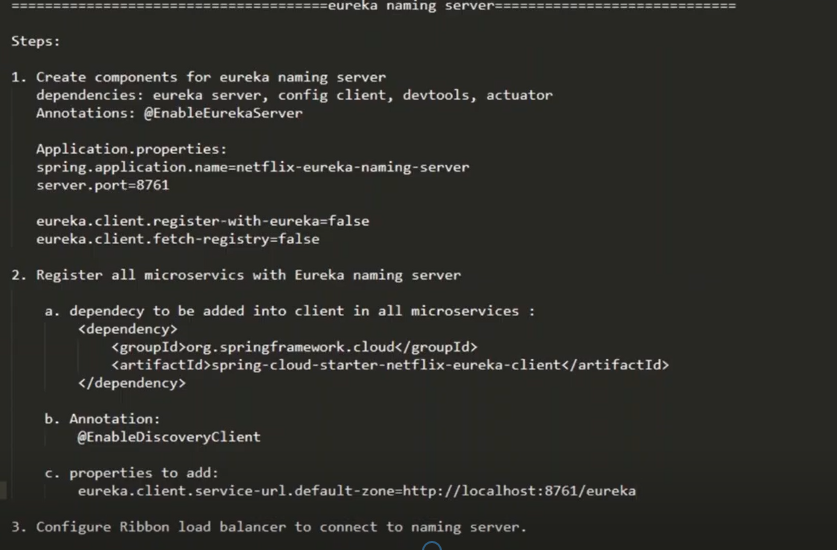 ======================================eureka naming server=============================
Steps:
1. Create components for eureka naming server
dependencies: eureka server, config client, devtools, actuator
Annotations: @EnableEurekaServer
Application.properties:
spring.application.name=netflix-eureka-naming-server
server.port=8761
eureka.client.register-with-eureka=false
eureka.client.fetch-registry=false
2. Register all microservics with Eureka naming server
a. dependecy to be added into client in all microservices :
<dependency>
<groupId>org.springframework.cloud</groupId>
<artifactId>spring-cloud-starter-netflix-eureka-client</artifactId>
</dependency>
b. Annotation:
@EnableDiscoveryClient
c. properties to add:
eureka.client.service-url.default-zone=http://localhost:8761/eureka
3. Configure Ribbon load balancer to connect to naming server.